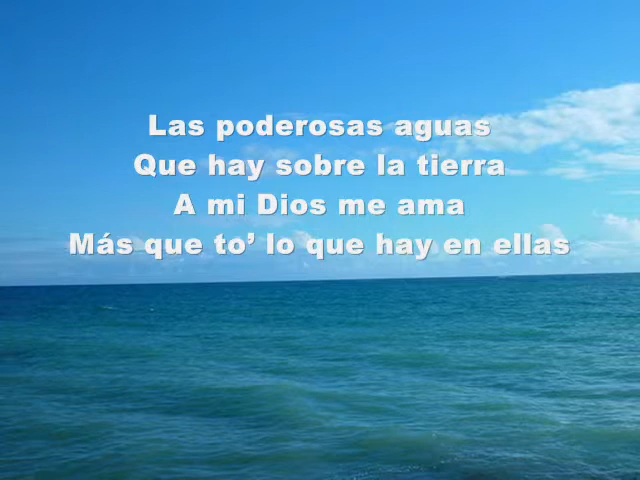 Las poderosas aguas
Que hay sobre la tierra
A mi Dios me ama
Más que to’ lo que hay en ellas